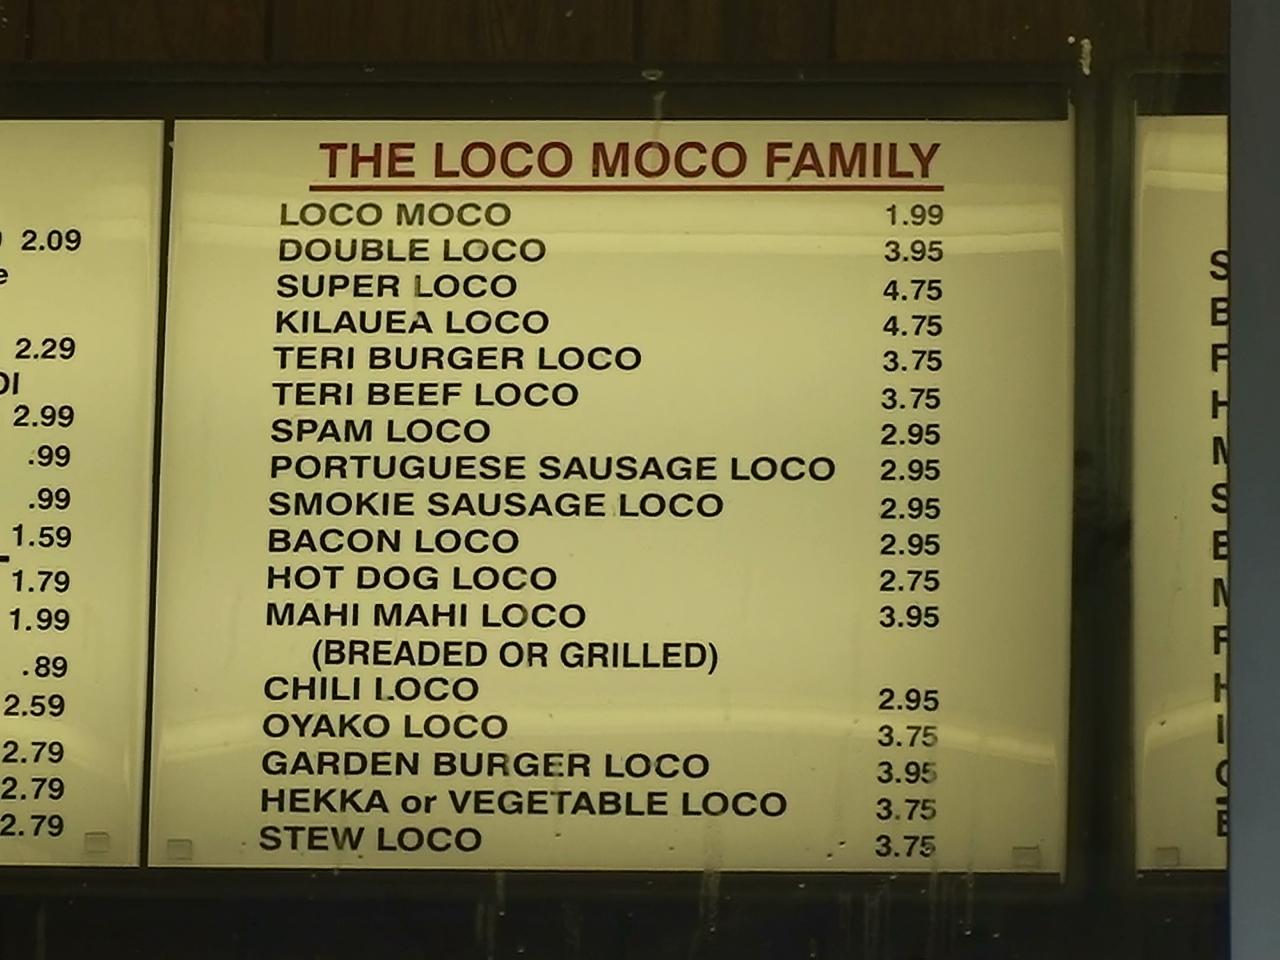 2.09
e
2.29
DI
2.99
.99
.99
1.59
1.79
1.99
.89
2.59
2.79
2.79
2.79
THE LOCO MOCO FAMILY
LOCO MOCO 1.99
DOUBLE LOCO 3.95
SUPER LOCO 4.75
KILAUEA LOCO 4.75
TERI BURGER LOCO 3.75
TERI BEEF LOCO 3.75
SPAM LOCO 2.95
PORTUGUESE SAUSAGE LOCO 2.95
SMOKIE SAUSAGE LOCO 2.95
BACON LOCO 2.95
HOT DOG LOCO 2.75
MAHI MAHI LOCO 3.95
(BREADED OR GRILLED)
CHILI LOCO 2.95
OYAKO LOCO 3.75
GARDEN BURGER LOCO 3.95
HEKKA or VEGETABLE LOCO 3.75
STEW LOCO 3.75